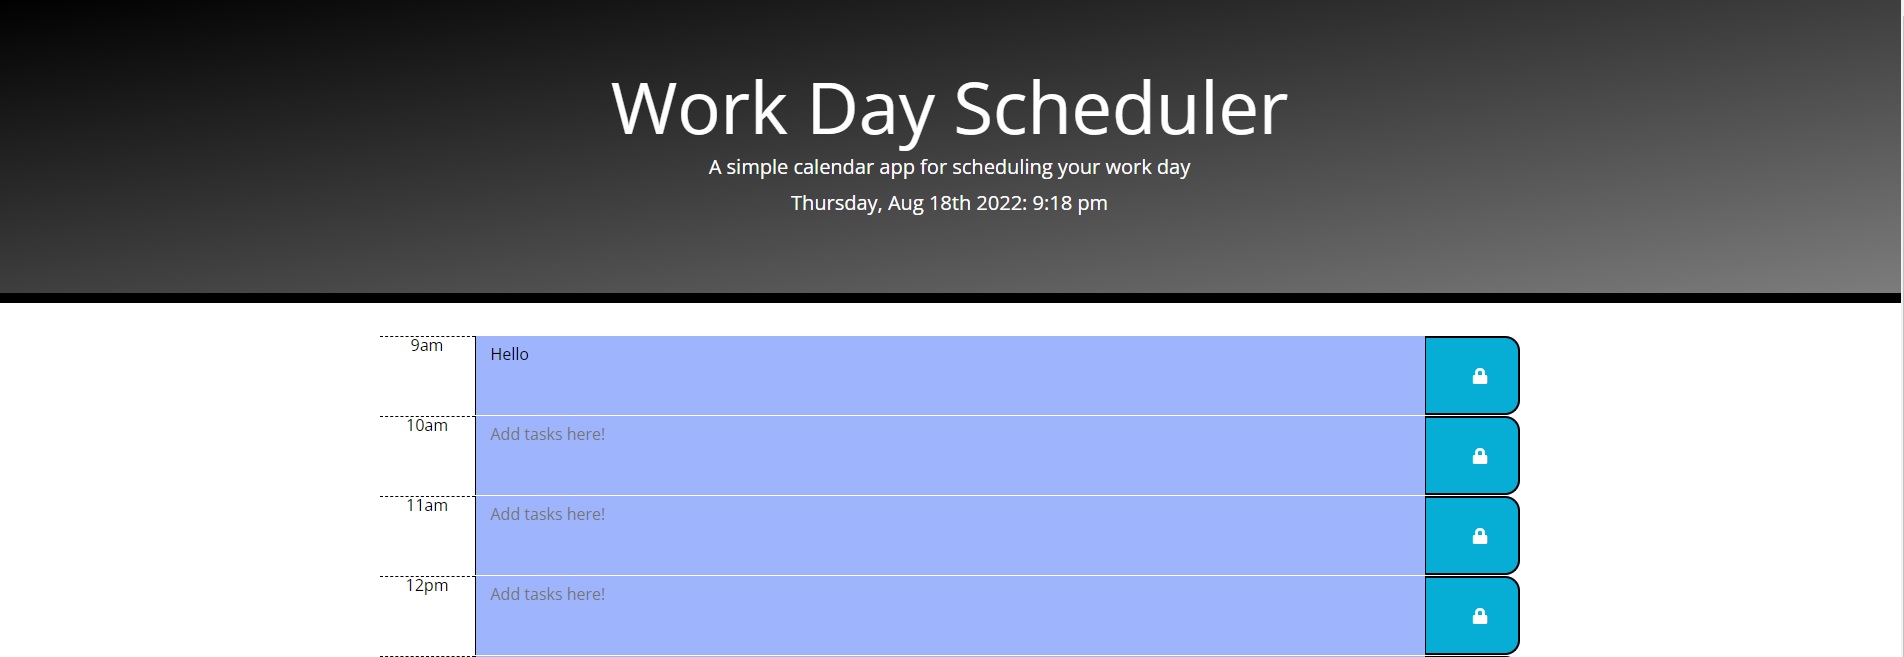 Work Day Scheduler
A simple calendar app for scheduling your work day
Thursday, Aug 18th 2022: 9:18 pm
9am
Hello
10am
Add tasks here!
11am
Add tasks here!
12pm
Add tasks here!